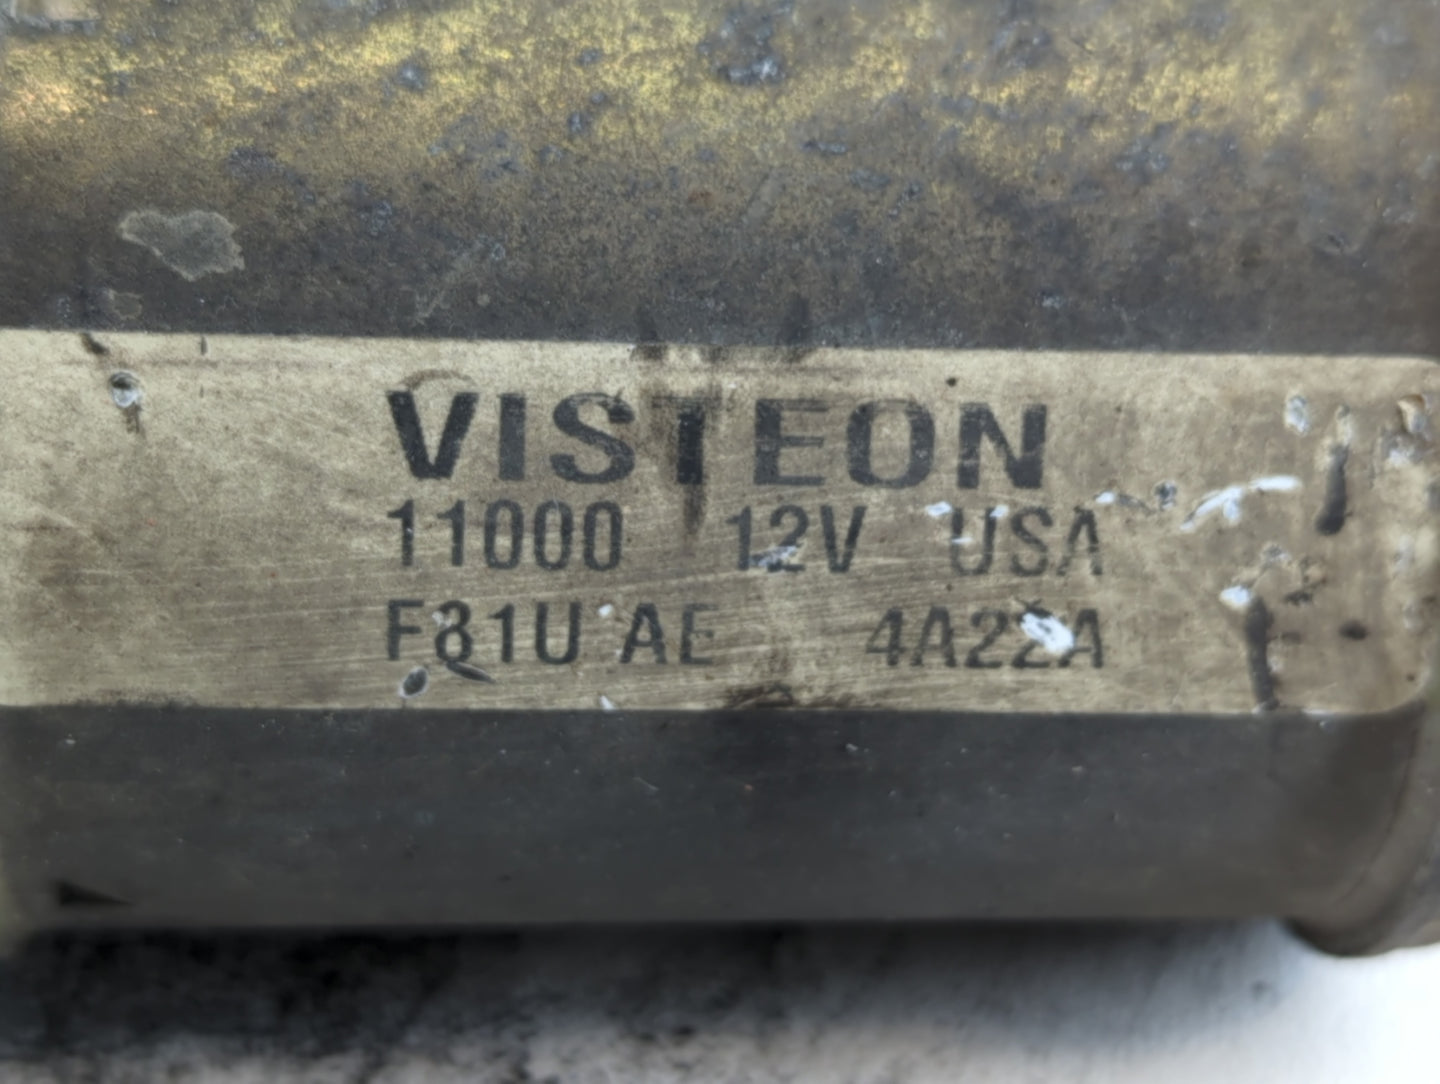 VISTEON
11000 12V USA
F81U AE 4A22A